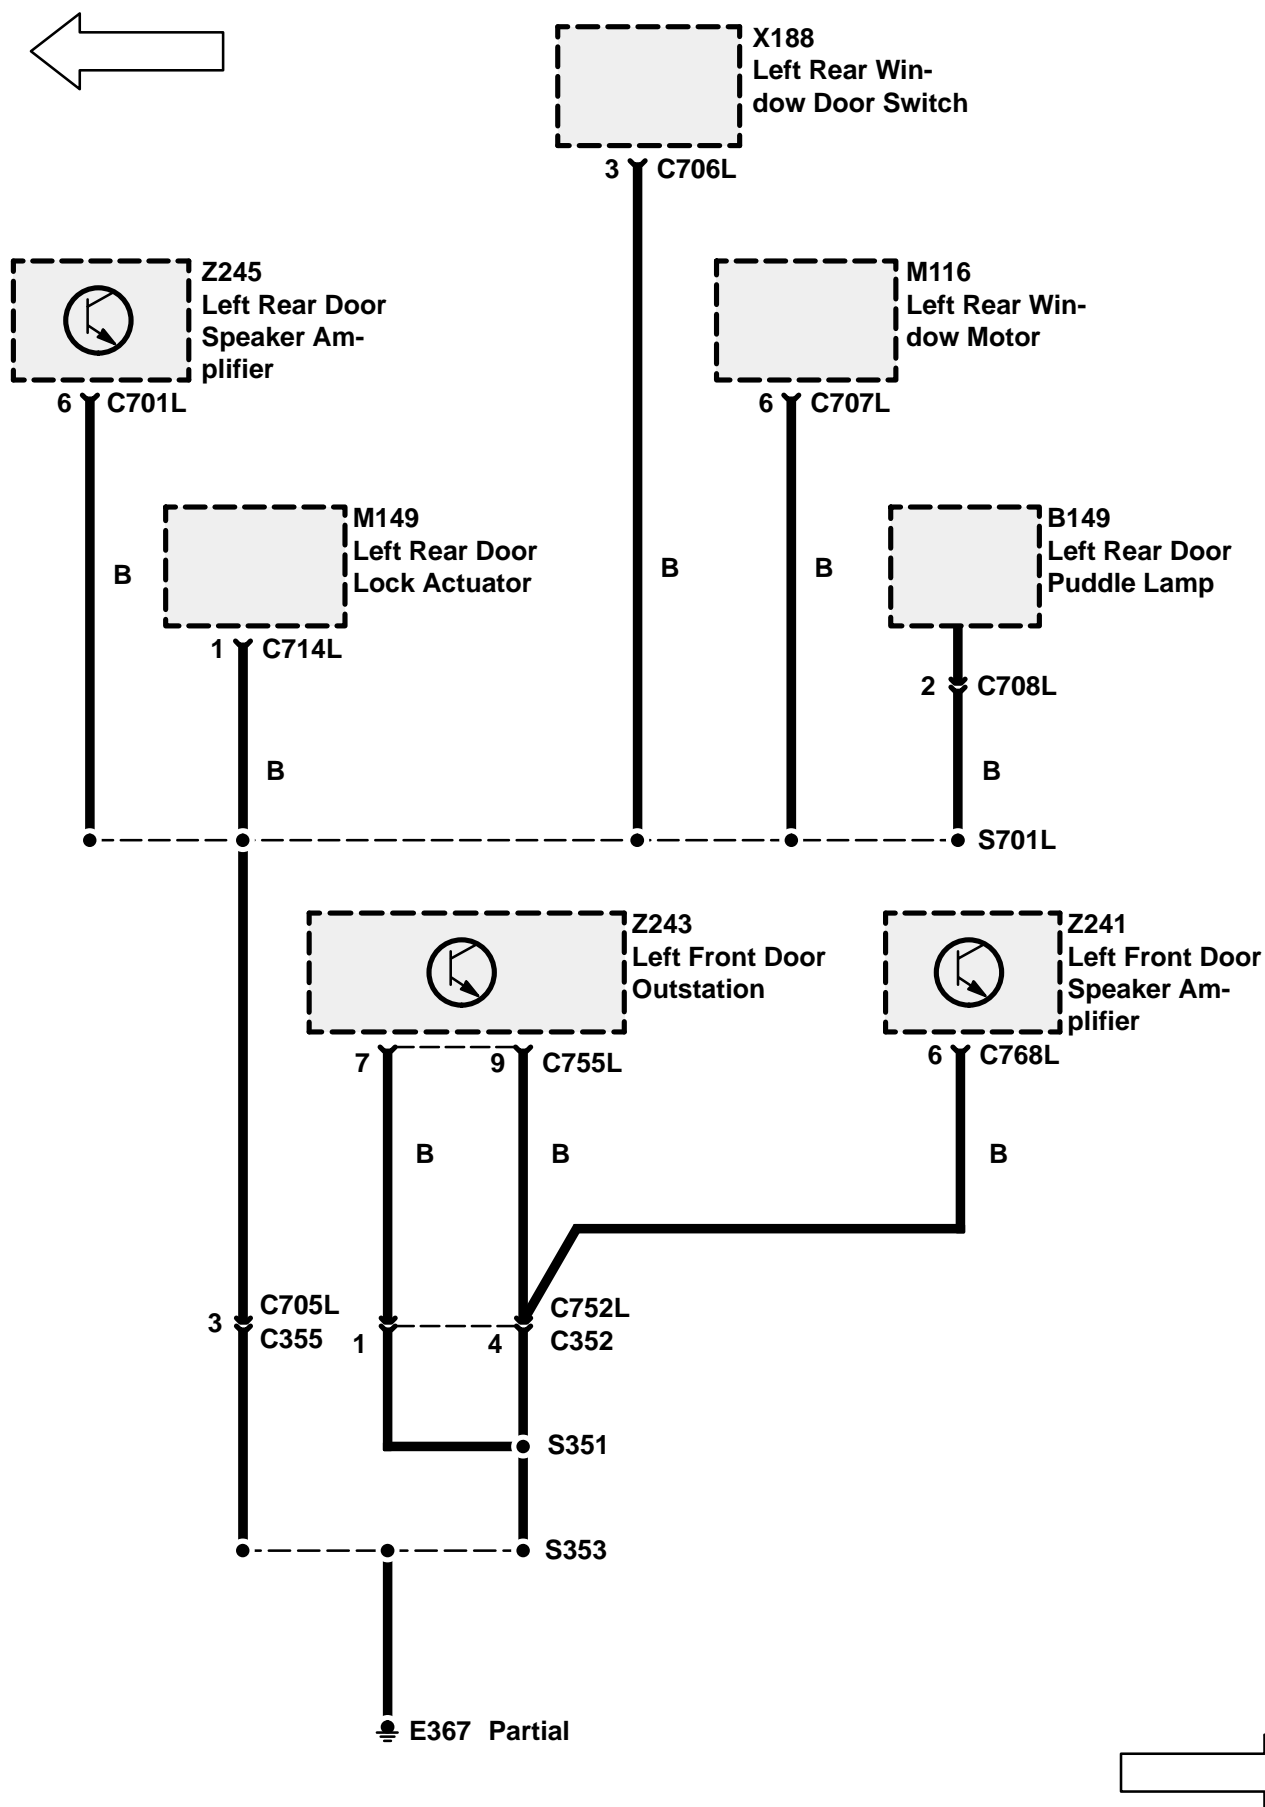 X188
Left Rear Win-
dow Door Switch
3 C706L
Z245
Left Rear Door
Speaker Am-
plifier
6 C701L
M116
Left Rear Win-
dow Motor
6 C707L
M149
Left Rear Door
Lock Actuator
1 C714L
B149
Left Rear Door
Puddle Lamp
2 C708L
B
B
B
B
B
S701L
Z243
Left Front Door
Outstation
7 9 C755L
Z241
Left Front Door
Speaker Am-
plifier
6 C768L
B
B
B
3 C705L
C355
1 4 C752L
C352
S351
S353
E367 Partial